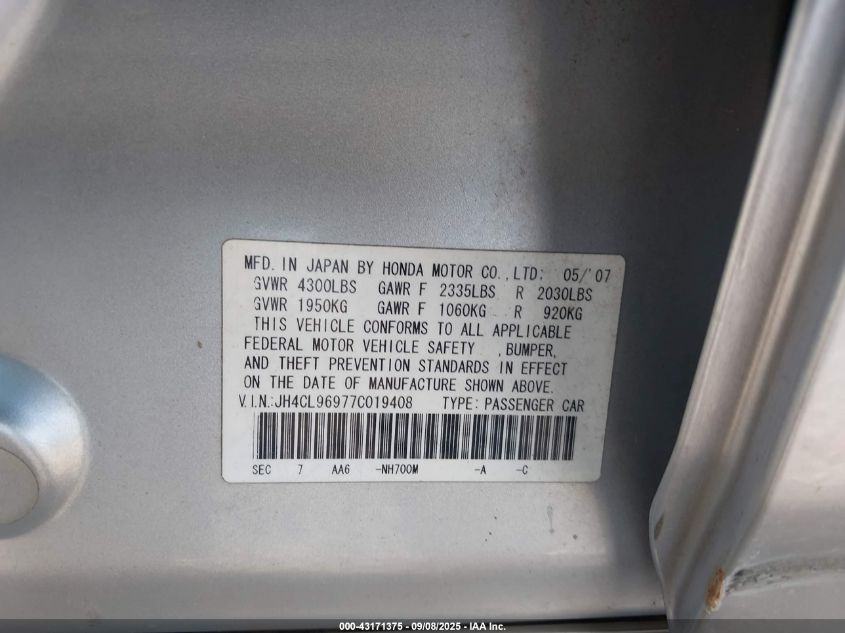 MFD. IN JAPAN BY HONDA MOTOR CO.,LTD: 05/'07
GVWR 4300LBS GAWR F 2335LBS R 2030LBS
GVWR 1950KG GAWR F 1060KG R 920KG
THIS VEHICLE CONFORMS TO ALL APPLICABLE
FEDERAL MOTOR VEHICLE SAFETY ,BUMPER,
AND THEFT PREVENTION STANDARDS IN EFFECT
ON THE DATE OF MANUFACTURE SHOWN ABOVE.
V.I.N.:JH4CL96977C019408 TYPE: PASSENGER CAR
SEC 7 AA6 -NH700M -A -C
000-43171375 - 09/08/2025 - IAA Inc.